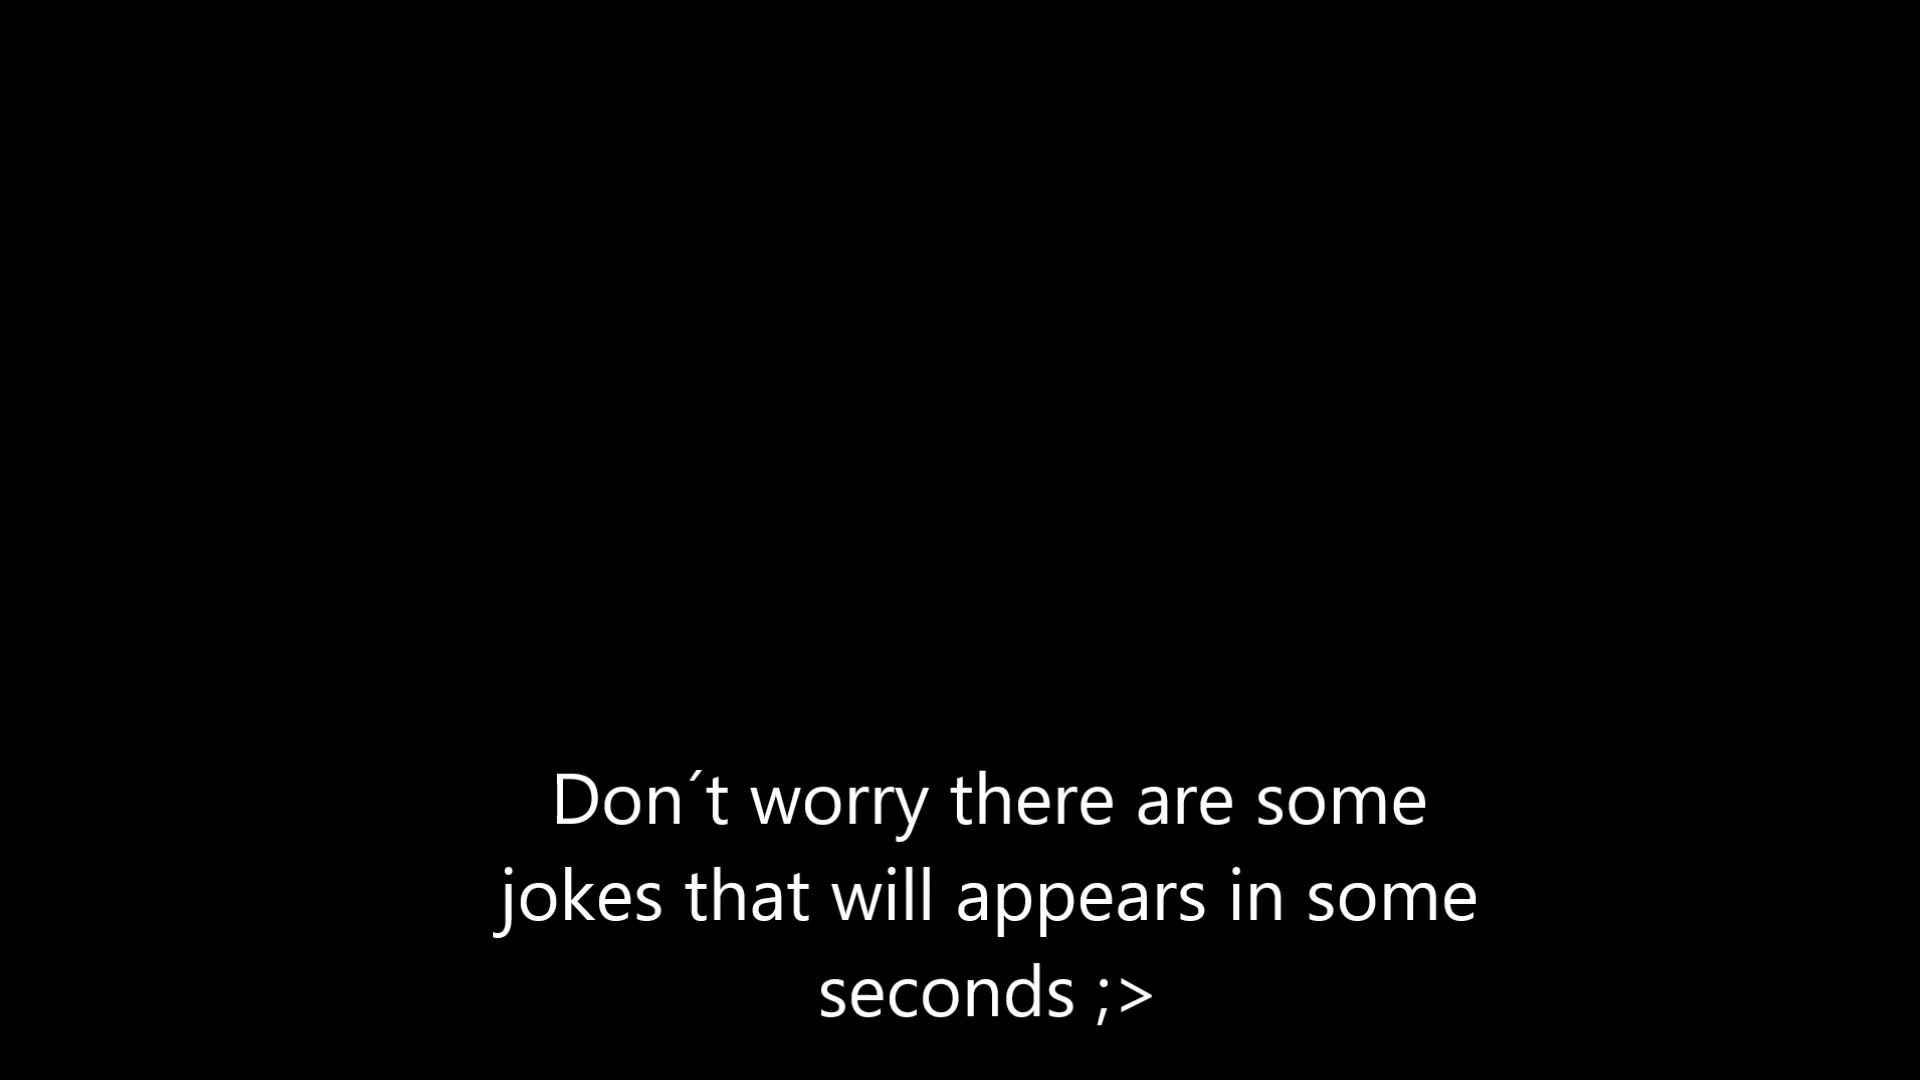 Don´t worry there are some
jokes that will appears in some
seconds ;>